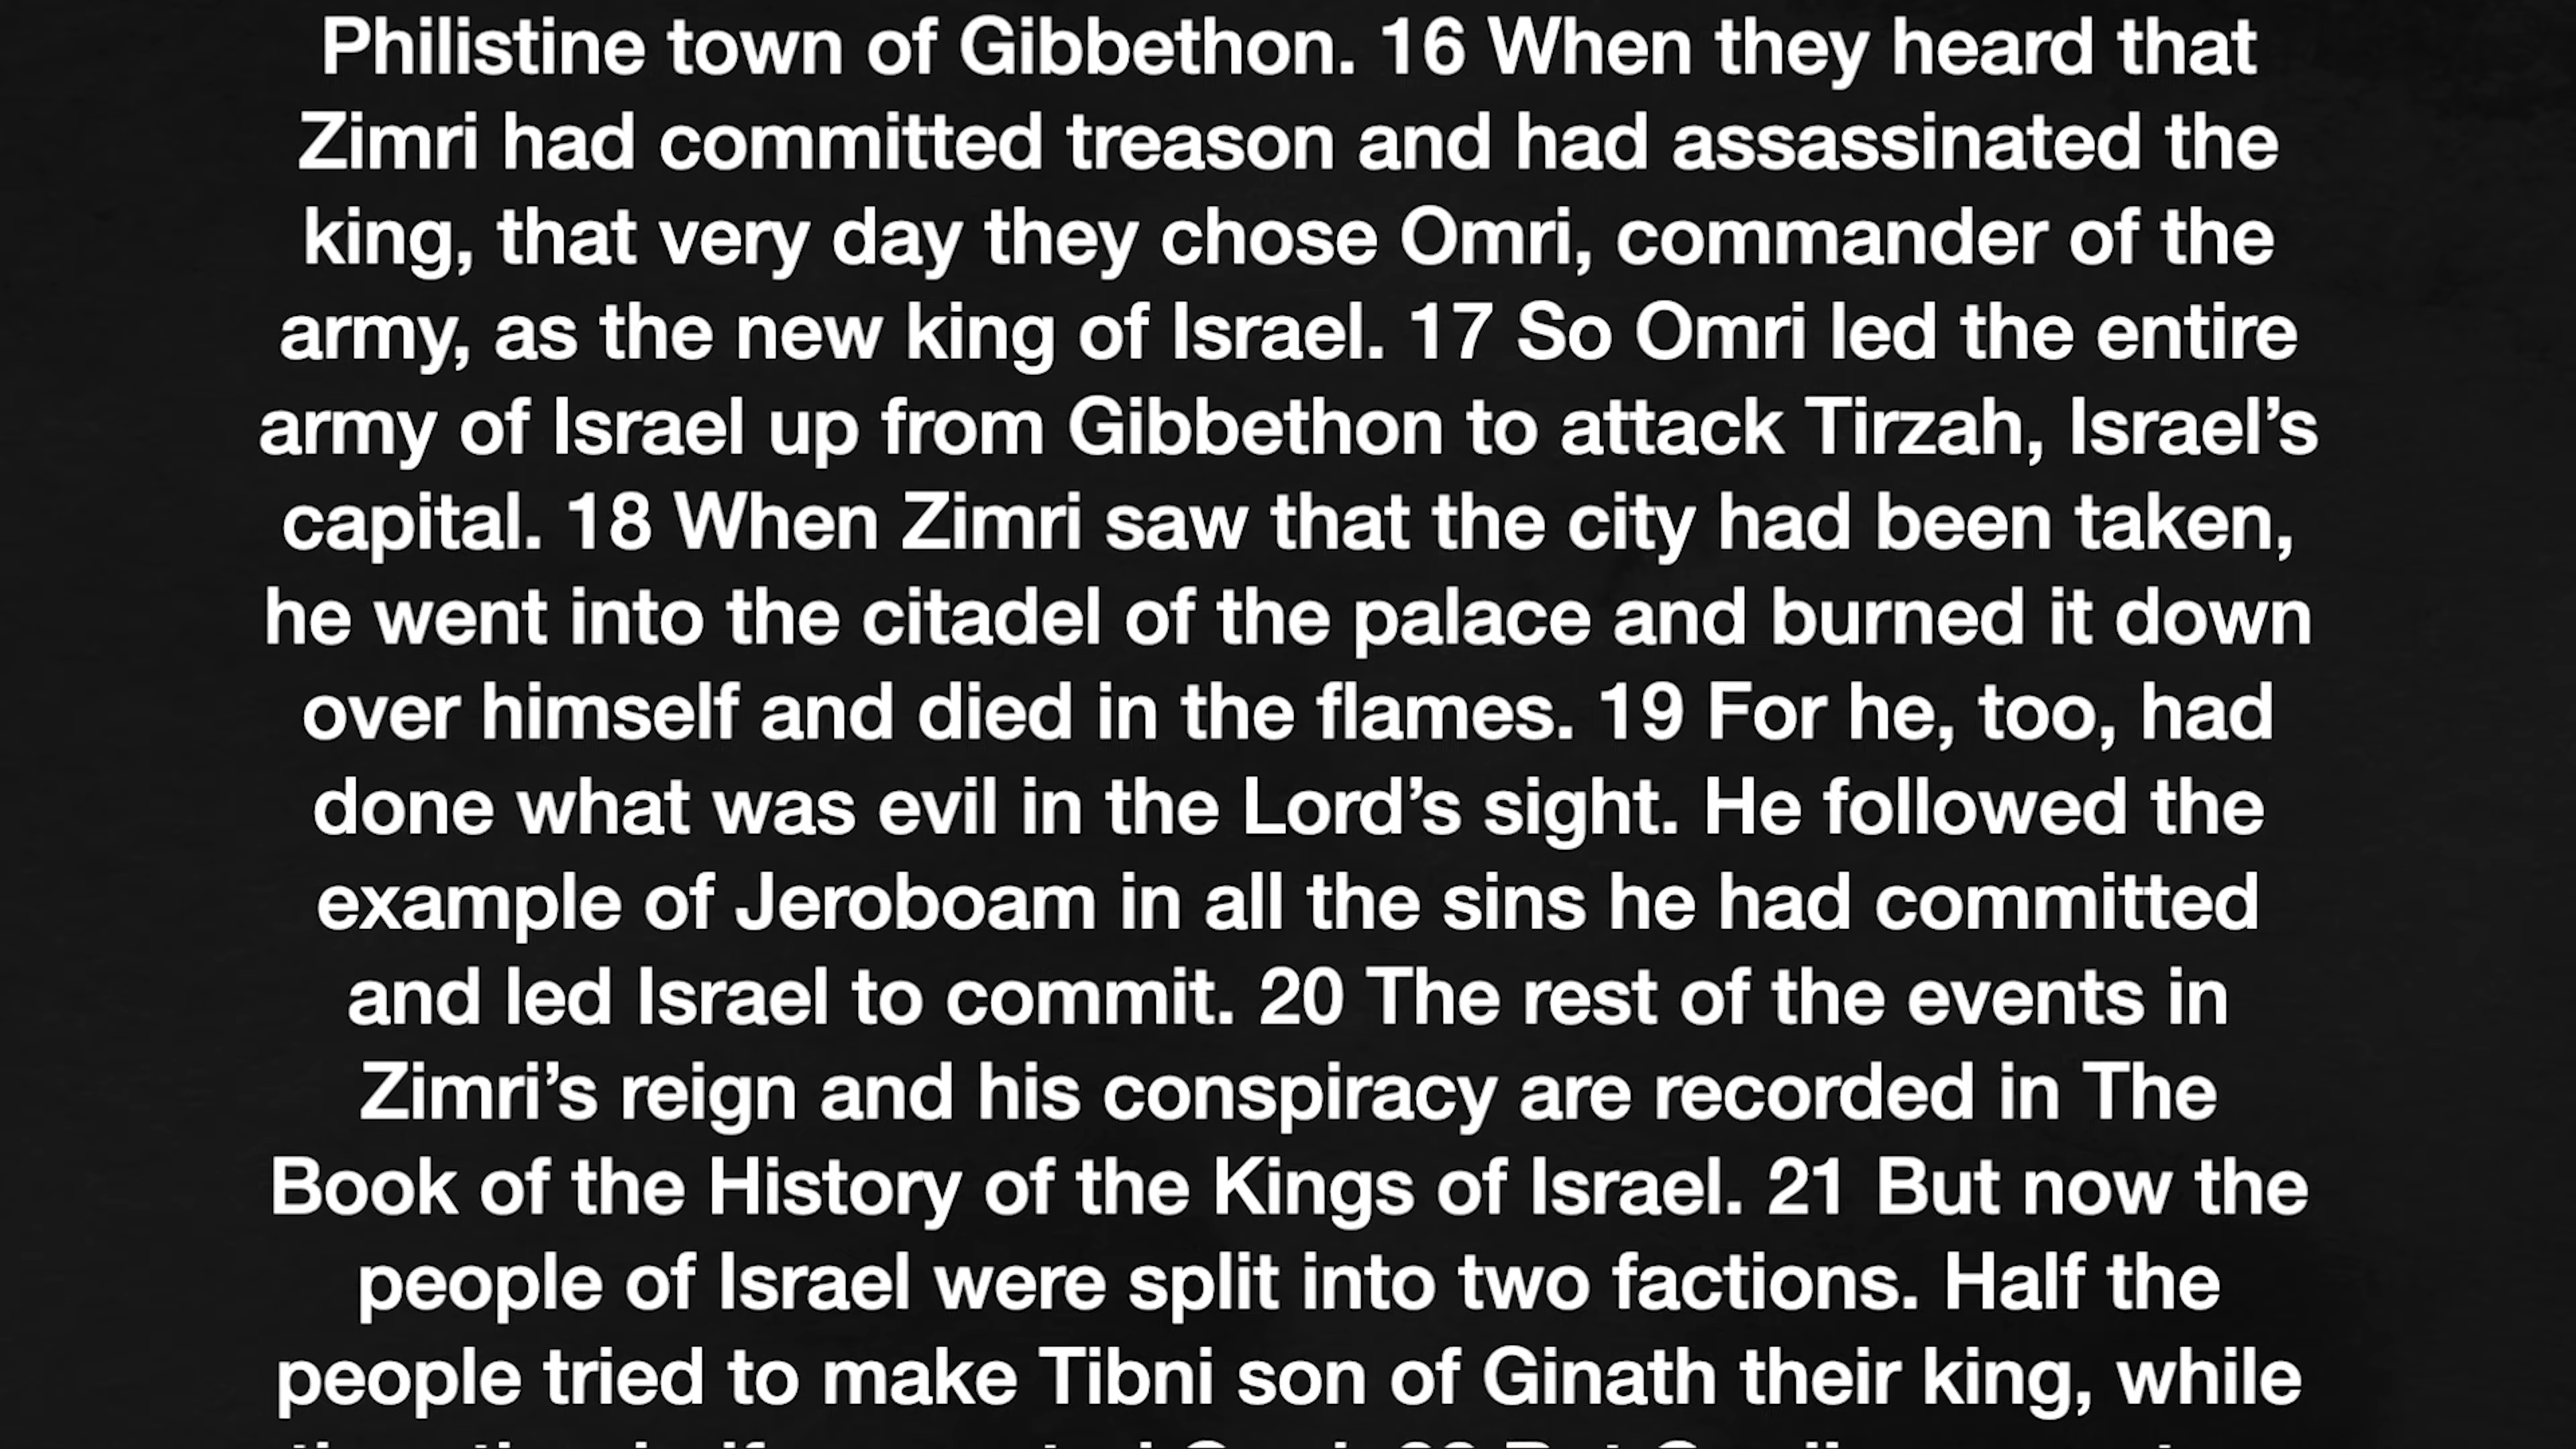 Philistine town of Gibbethon. 16 When they heard that
Zimri had committed treason and had assassinated the
king, that very day they chose Omri, commander of the
army, as the new king of Israel. 17 So Omri led the entire
army of Israel up from Gibbethon to attack Tirzah, Israel’s
capital. 18 When Zimri saw that the city had been taken,
he went into the citadel of the palace and burned it down
over himself and died in the flames. 19 For he, too, had
done what was evil in the Lord’s sight. He followed the
example of Jeroboam in all the sins he had committed
and led Israel to commit. 20 The rest of the events in
Zimri’s reign and his conspiracy are recorded in The
Book of the History of the Kings of Israel. 21 But now the
people of Israel were split into two factions. Half the
people tried to make Tibni son of Ginath their king, while